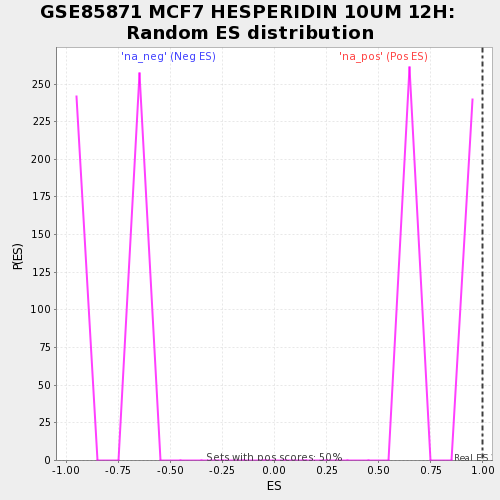 GSE85871 MCF7 HESPERIDIN 10UM 12H:
Random ES distribution
'na_neg' (Neg ES)
'na_pos' (Pos ES)
250
225
200
175
150
125
100
75
50
25
0
P(ES)
Sets with pos scores: 50%
Real ES
-1.00 -0.75 -0.50 -0.25 0.00 0.25 0.50 0.75 1.00
ES